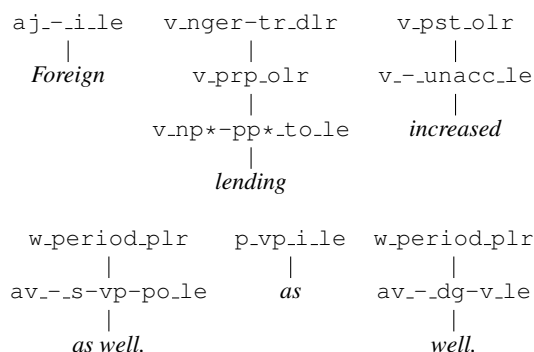 aj_-_i_le v_nger-tr_dlr v_pst_olr
Foreign v_prp_olr v_-_unacc_le
v_np*-pp*_to_le increased
lending
w_period_plr p_vp_i_le w_period_plr
av_-_s-vp-po_le as av_-_dg-v_le
as well. well.